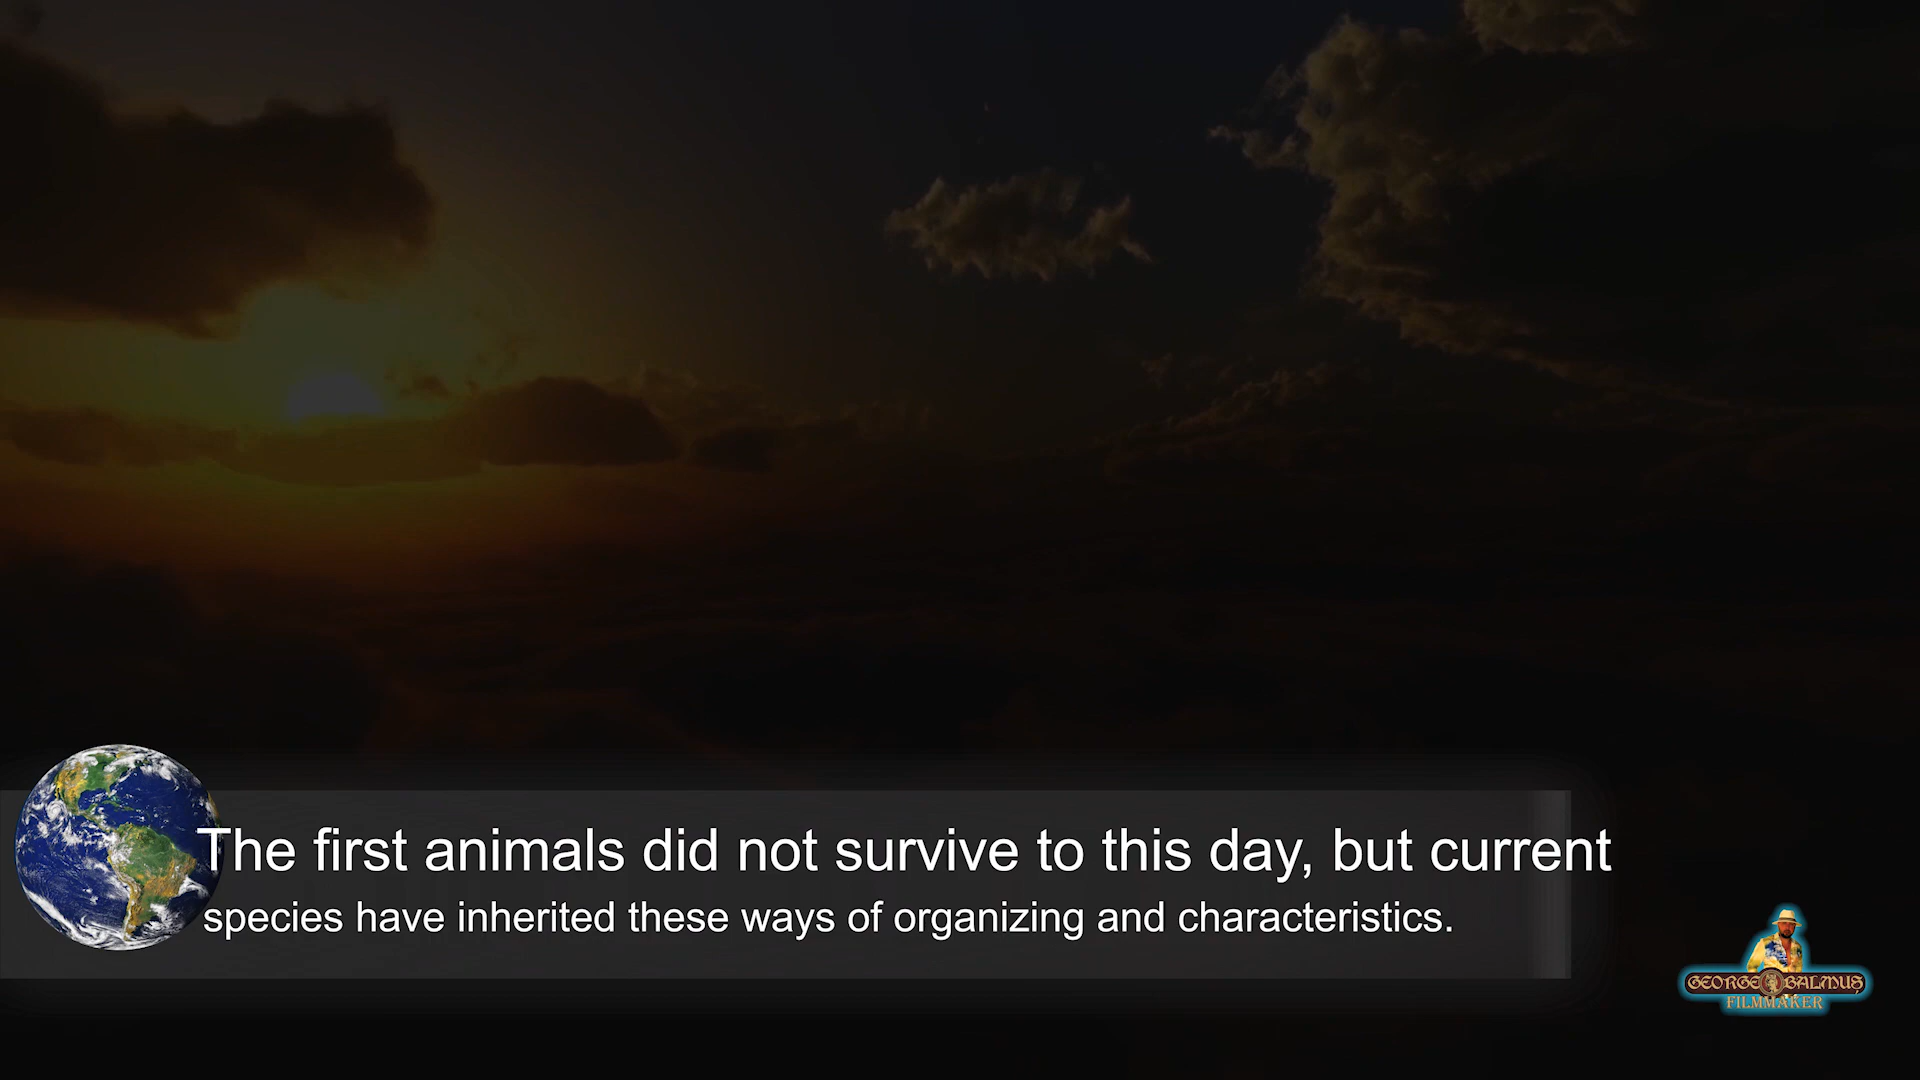 The first animals did not survive to this day, but current
species have inherited these ways of organizing and characteristics.
GEORGE BALMUȘ
FILMMAKER